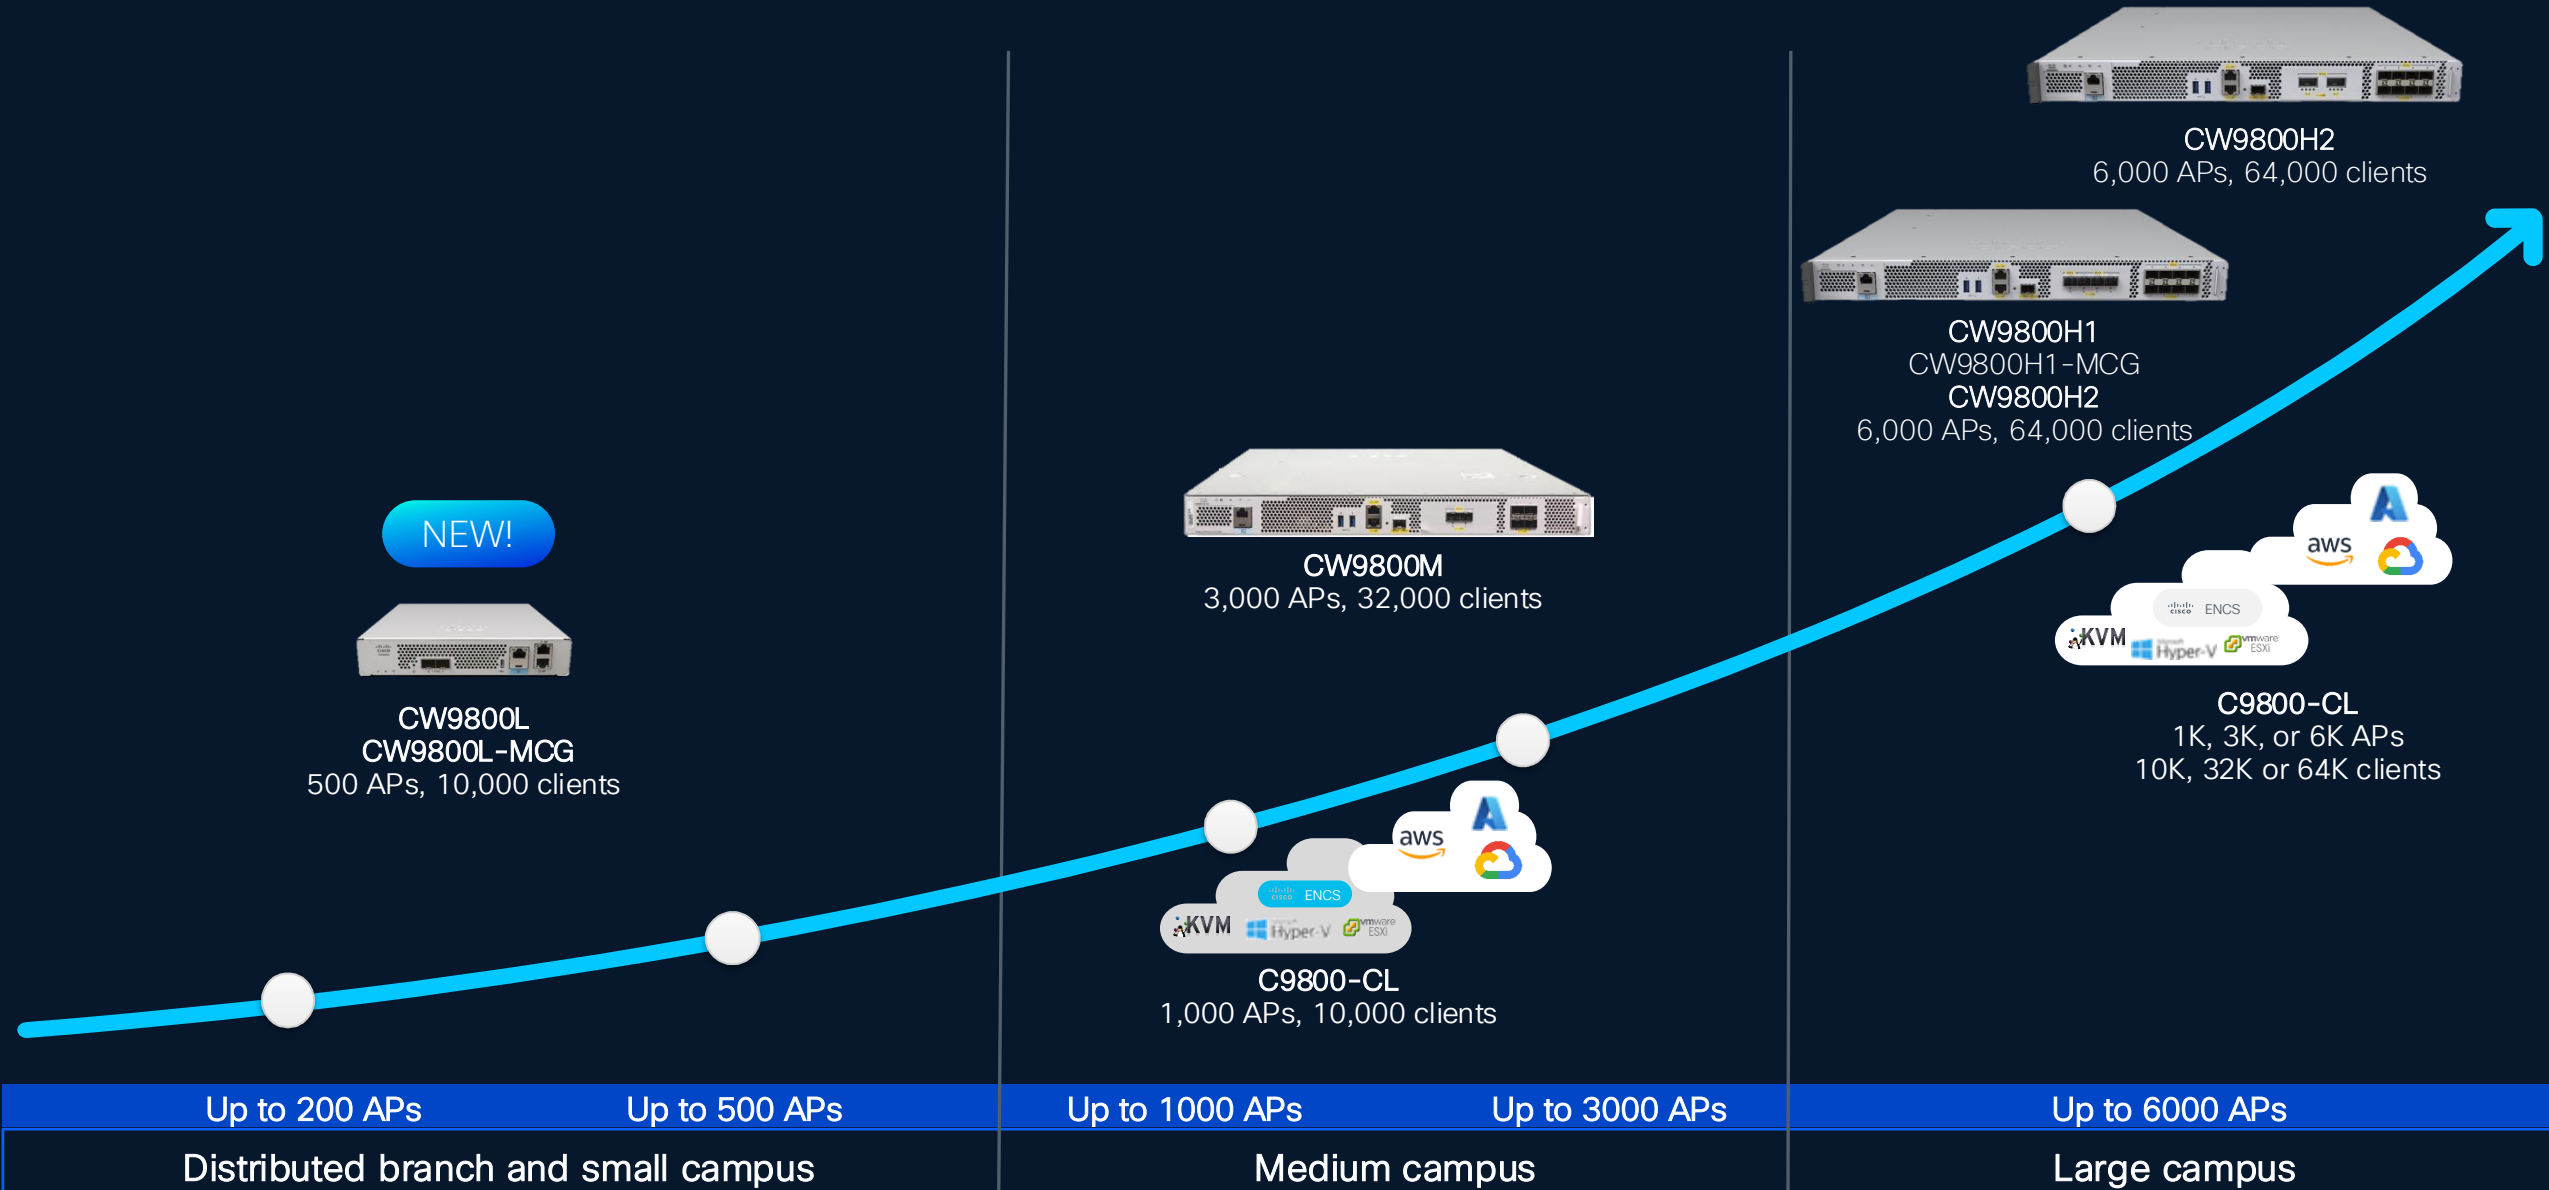 CW9800H2
6,000 APs, 64,000 clients
CW9800H1
CW9800H1-MCG
CW9800H2
6,000 APs, 64,000 clients
NEW!
CW9800L
CW9800L-MCG
500 APs, 10,000 clients
CW9800M
3,000 APs, 32,000 clients
aws
CISCO ENCS
KVM
Microsoft
Hyper-V
vmware
ESXi
C9800-CL
1K, 3K, or 6K APs
10K, 32K or 64K clients
aws
CISCO ENCS
KVM
Hyper-V
vmware
ESXi
C9800-CL
1,000 APs, 10,000 clients
Up to 200 APs
Up to 500 APs
Up to 1000 APs
Up to 3000 APs
Up to 6000 APs
Distributed branch and small campus
Medium campus
Large campus